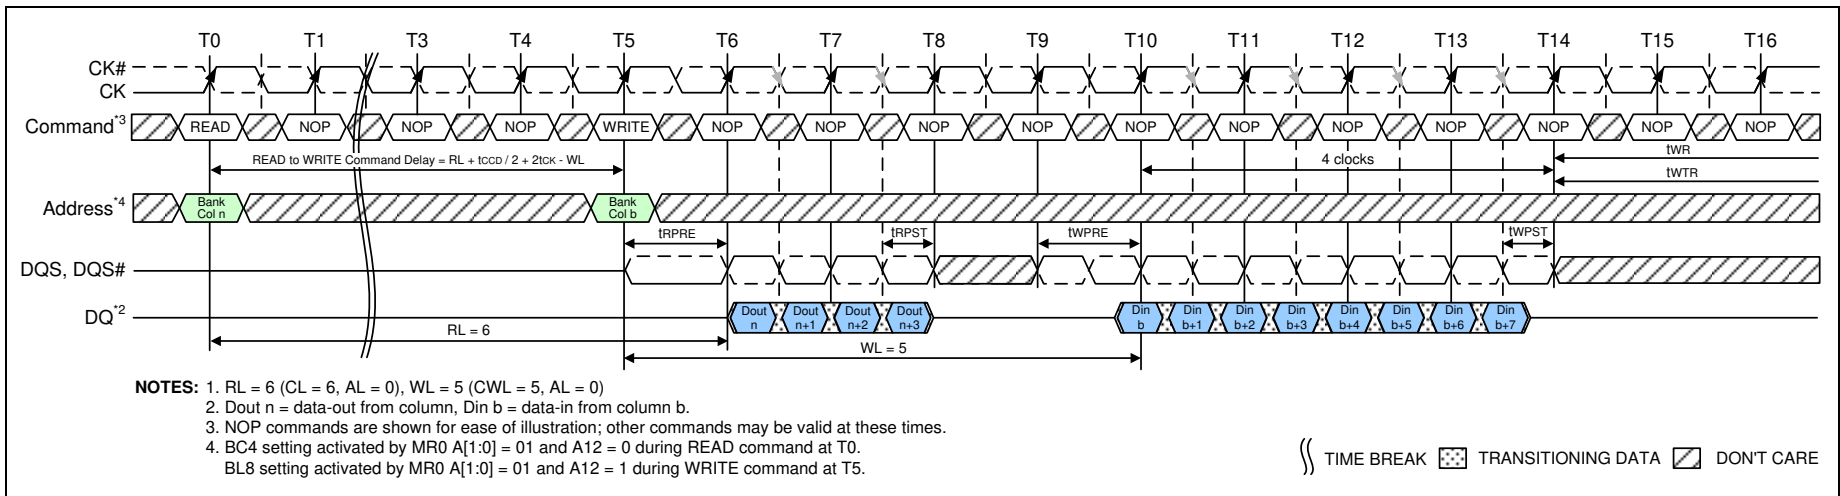 T0 T1 T3 T4 T5 T6 T7 T8 T9 T10 T11 T12 T13 T14 T15 T16
CK#
CK
Command*3 READ NOP NOP NOP WRITE NOP NOP NOP NOP NOP NOP NOP NOP NOP NOP NOP
READ to WRITE Command Delay = RL + tCCD / 2 + 2tCK - WL
4 clocks
tWR
tWTR
Address*4
Bank
Col n
Bank
Col b
tRPRE tRPST tWPRE tWPST
DQS, DQS#
DQ*2
Dout
n
Dout
n+1
Dout
n+2
Dout
n+3
Din
b
Din
b+1
Din
b+2
Din
b+3
Din
b+4
Din
b+5
Din
b+6
Din
b+7
RL = 6
WL = 5
NOTES: 1. RL = 6 (CL = 6, AL = 0), WL = 5 (CWL = 5, AL = 0)
2. Dout n = data-out from column, Din b = data-in from column b.
3. NOP commands are shown for ease of illustration; other commands may be valid at these times.
4. BC4 setting activated by MR0 A[1:0] = 01 and A12 = 0 during READ command at T0.
BL8 setting activated by MR0 A[1:0] = 01 and A12 = 1 during WRITE command at T5.
TIME BREAK TRANSITIONING DATA DON'T CARE